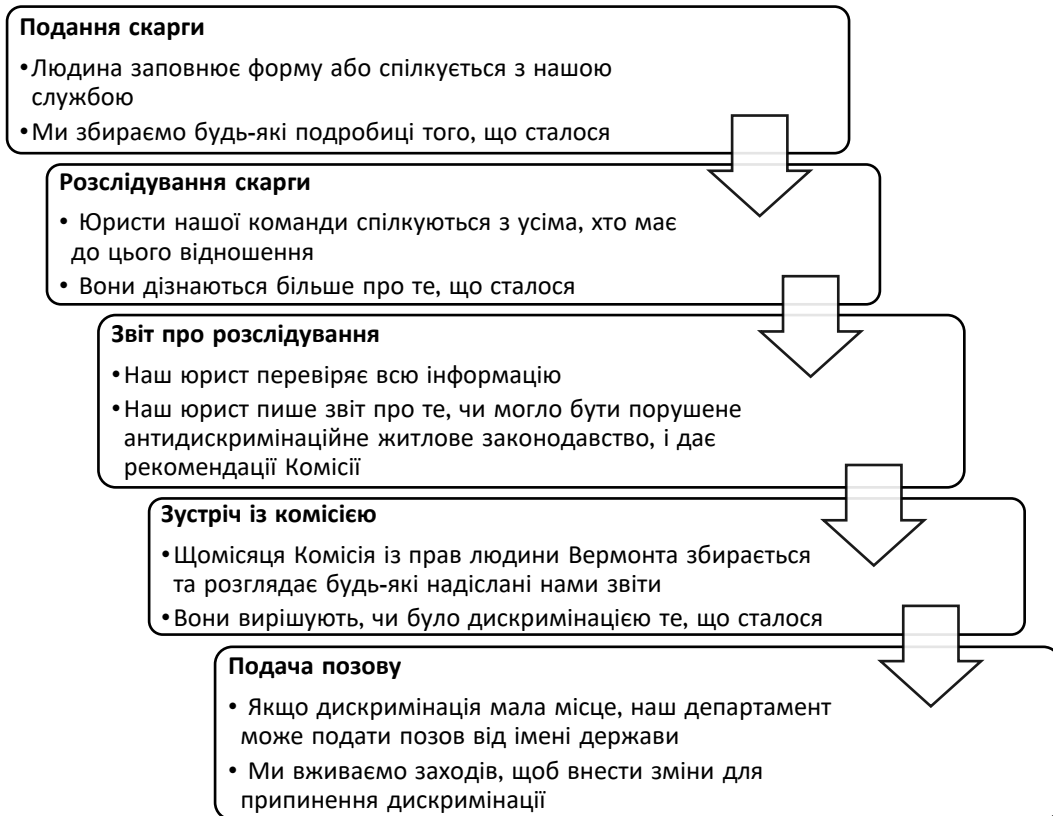 Подання скарги
•Людина заповнює форму або спілкується з нашою
службою
•Ми збираємо будь-які подробиці того, що сталося
Розслідування скарги
• Юристи нашої команди спілкуються з усіма, хто має
до цього відношення
• Вони дізнаються більше про те, що сталося
Звіт про розслідування
•Наш юрист перевіряє всю інформацію
•Наш юрист пише звіт про те, чи могло бути порушене
антидискримінаційне житлове законодавство, і дає
рекомендації Комісії
Зустріч із комісією
•Щомісяця Комісія із прав людини Вермонта збирається
та розглядає будь-які надіслані нами звіти
•Вони вирішують, чи було дискримінацією те, що сталося
Подача позову
• Якщо дискримінація мала місце, наш департамент
може подати позов від імені держави
• Ми вживаємо заходів, щоб внести зміни для
припинення дискримінації